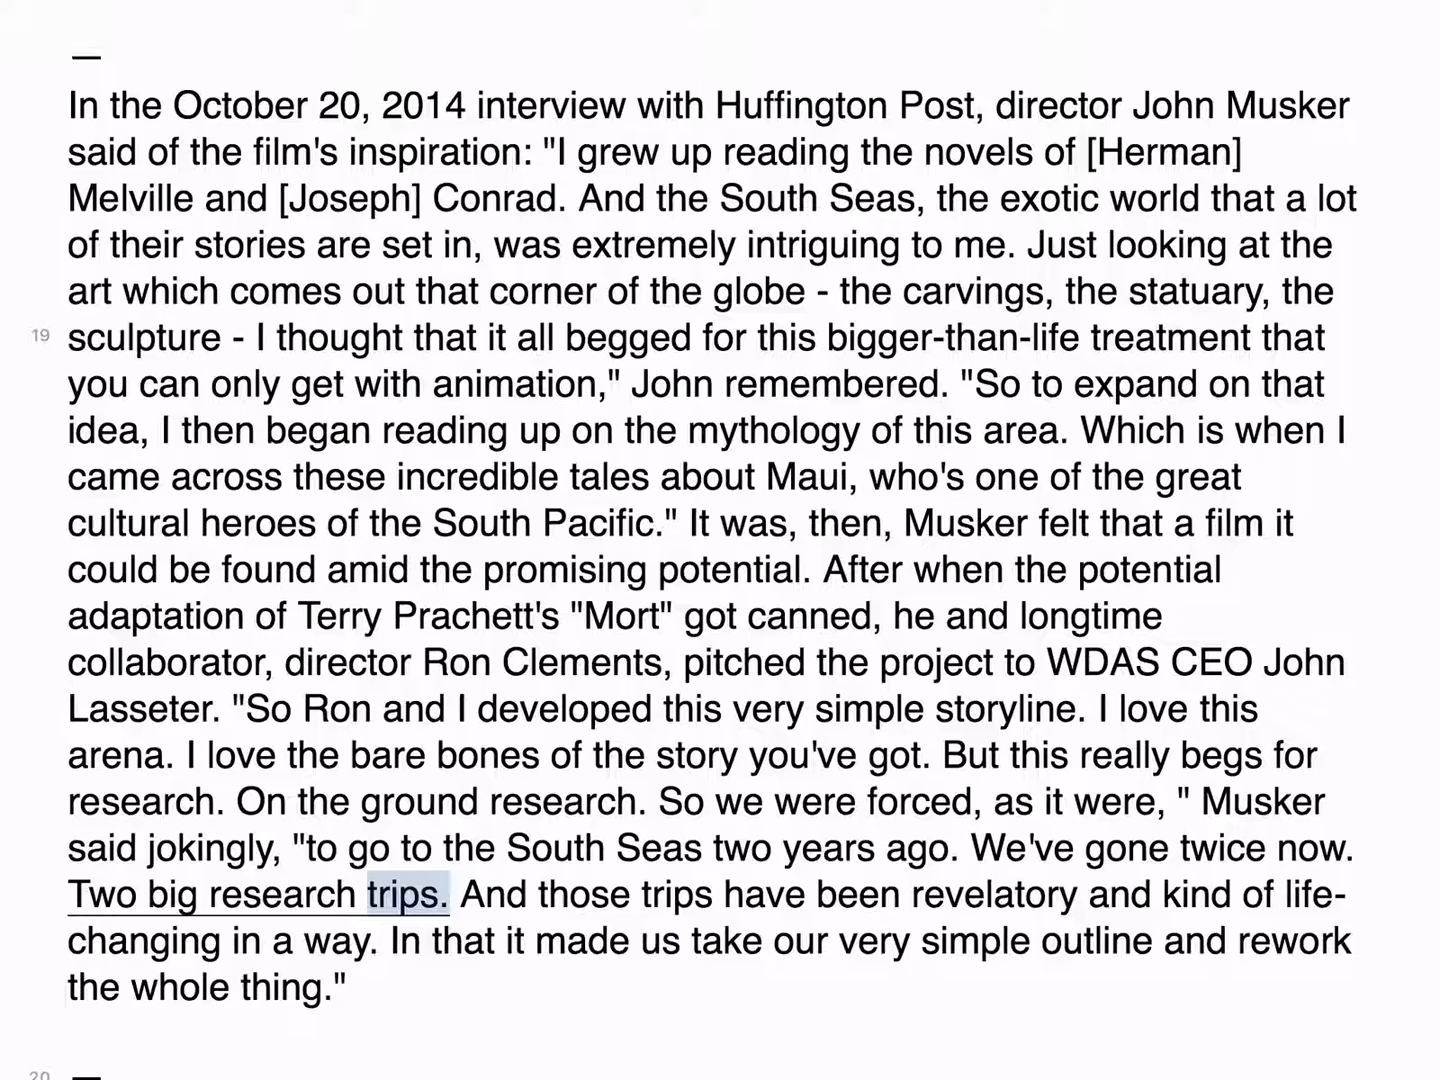 —
In the October 20, 2014 interview with Huffington Post, director John Musker
said of the film's inspiration: "I grew up reading the novels of [Herman]
Melville and [Joseph] Conrad. And the South Seas, the exotic world that a lot
of their stories are set in, was extremely intriguing to me. Just looking at the
art which comes out that corner of the globe - the carvings, the statuary, the
19 sculpture - I thought that it all begged for this bigger-than-life treatment that
you can only get with animation," John remembered. "So to expand on that
idea, I then began reading up on the mythology of this area. Which is when I
came across these incredible tales about Maui, who's one of the great
cultural heroes of the South Pacific." It was, then, Musker felt that a film it
could be found amid the promising potential. After when the potential
adaptation of Terry Prachett's "Mort" got canned, he and longtime
collaborator, director Ron Clements, pitched the project to WDAS CEO John
Lasseter. "So Ron and I developed this very simple storyline. I love this
arena. I love the bare bones of the story you've got. But this really begs for
research. On the ground research. So we were forced, as it were, " Musker
said jokingly, "to go to the South Seas two years ago. We've gone twice now.
Two big research trips. And those trips have been revelatory and kind of life-
changing in a way. In that it made us take our very simple outline and rework
the whole thing."
20 —